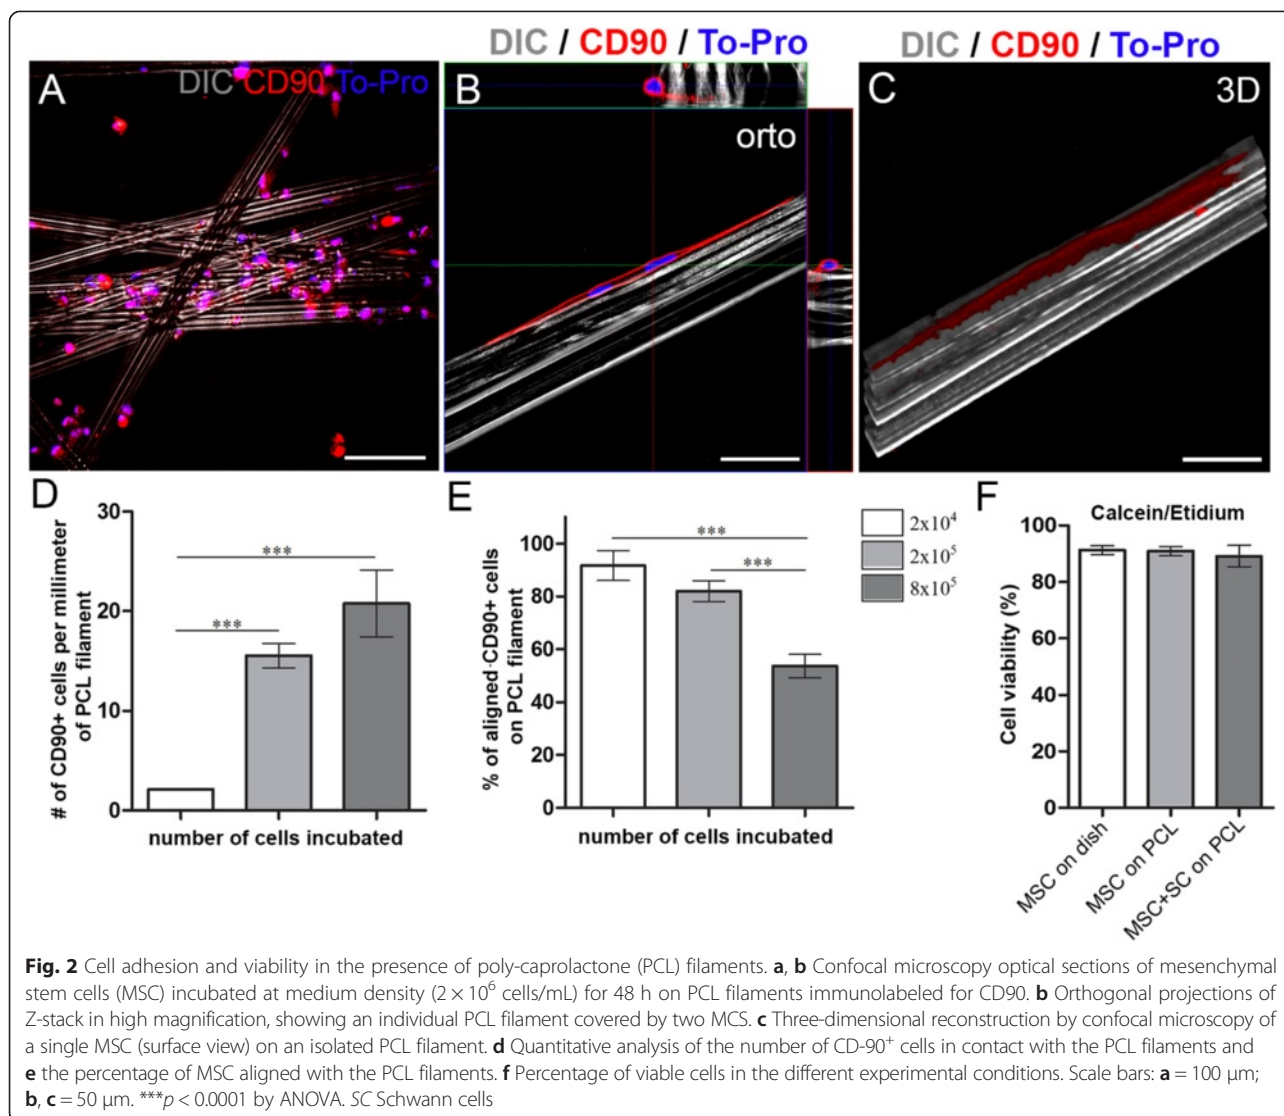 A
DIC CD90 To-Pro
DIC / CD90 / To-Pro
B
orto
DIC / CD90 / To-Pro
C
3D
D
# of CD90+ cells per millimeter
of PCL filament
30
20
10
0
***
***
number of cells incubated
E
% of aligned CD90+ cells
on PCL filament
100
80
60
40
20
0
***
***
number of cells incubated
2x10⁴
2x10⁵
8x10⁵
F
Calcein/Etidium
Cell viability (%)
100
80
60
40
20
0
MSC on dish
MSC on PCL
MSC+SC on PCL
Fig. 2 Cell adhesion and viability in the presence of poly-caprolactone (PCL) filaments. a, b Confocal microscopy optical sections of mesenchymal
stem cells (MSC) incubated at medium density (2 × 10⁶ cells/mL) for 48 h on PCL filaments immunolabeled for CD90. b Orthogonal projections of
Z-stack in high magnification, showing an individual PCL filament covered by two MCS. c Three-dimensional reconstruction by confocal microscopy of
a single MSC (surface view) on an isolated PCL filament. d Quantitative analysis of the number of CD-90⁺ cells in contact with the PCL filaments and
e the percentage of MSC aligned with the PCL filaments. f Percentage of viable cells in the different experimental conditions. Scale bars: a = 100 μm;
b, c = 50 μm. ***p < 0.0001 by ANOVA. SC Schwann cells